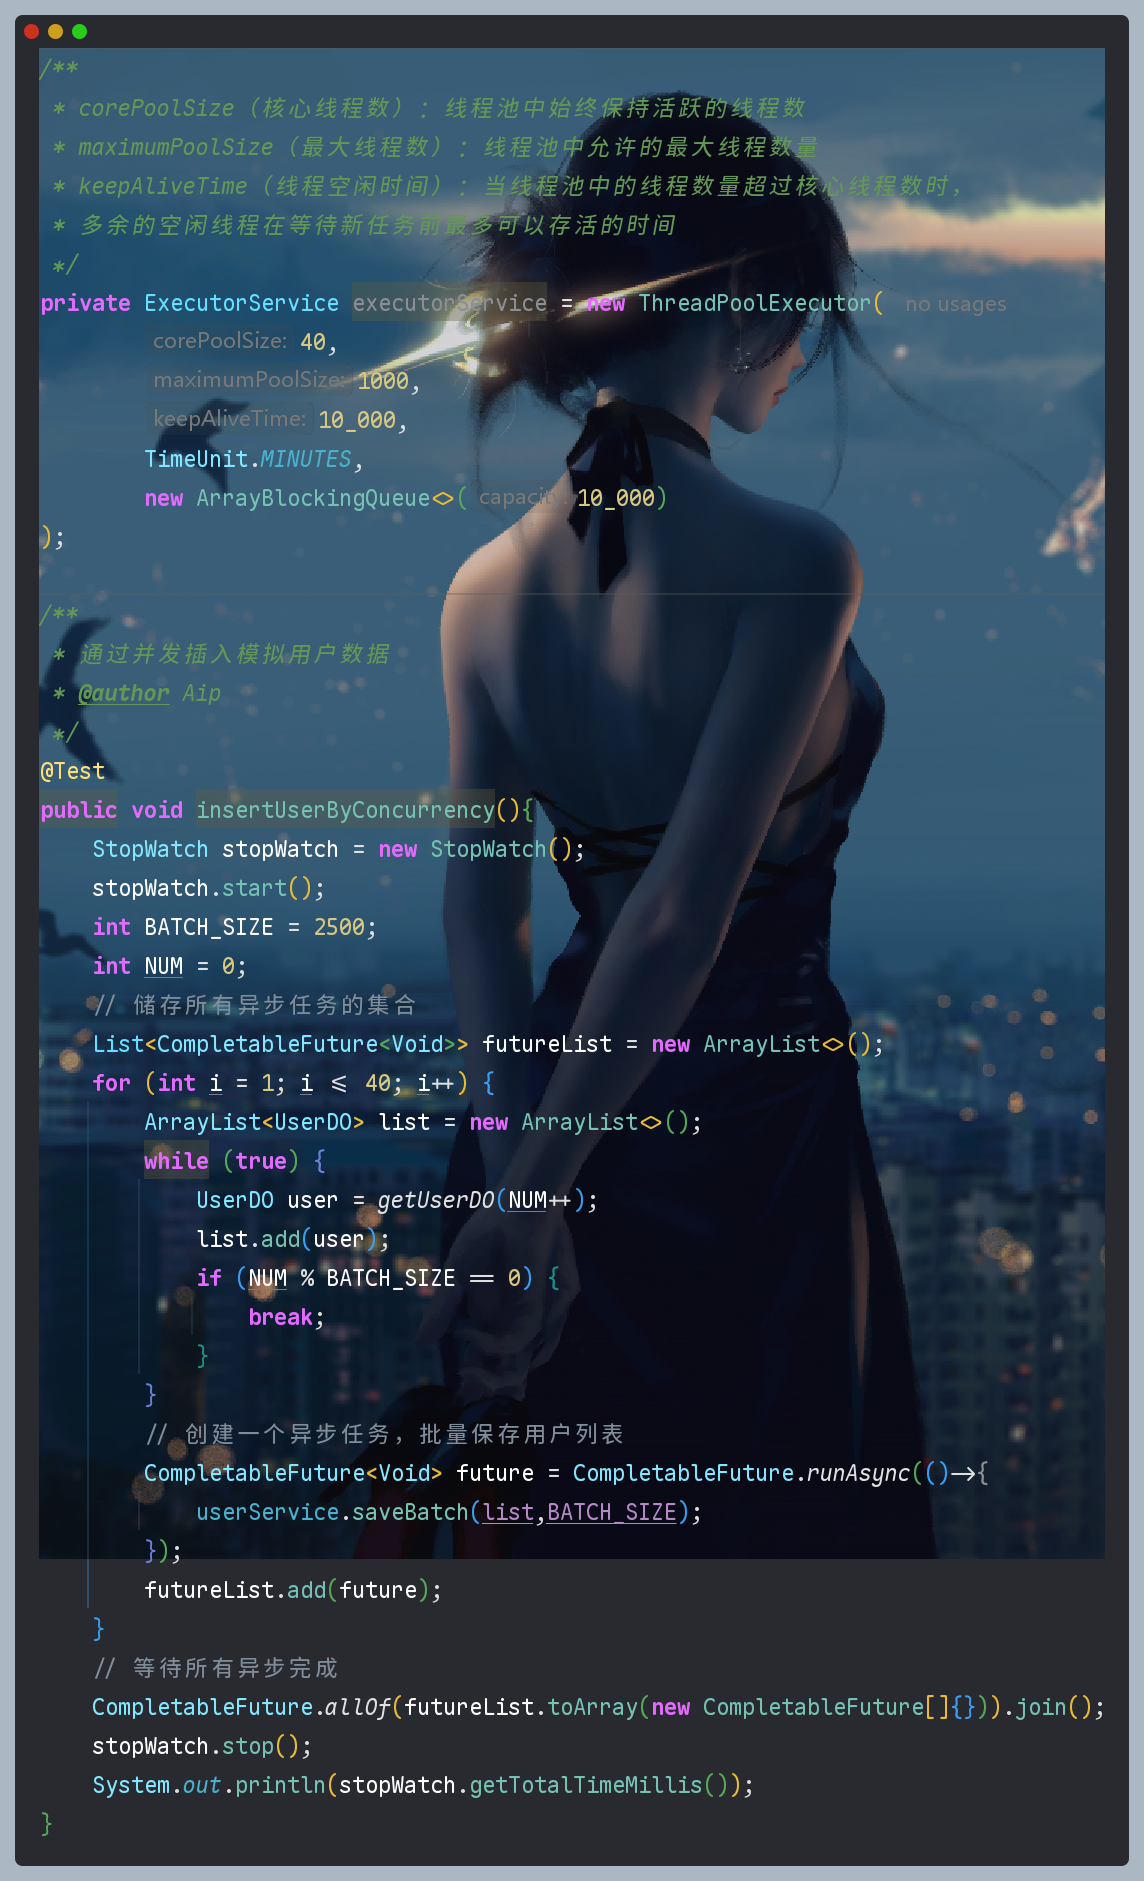 /**
 * corePoolSize（核心线程数）：线程池中始终保持活跃的线程数
 * maximumPoolSize（最大线程数）：线程池中允许的最大线程数量
 * keepAliveTime（线程空闲时间）：当线程池中的线程数量超过核心线程数时，
 * 多余的空闲线程在等待新任务前最多可以存活的时间
 */
private ExecutorService executorService = new ThreadPoolExecutor( no usages
        corePoolSize: 40,
        maximumPoolSize: 1000,
        keepAliveTime: 10_000,
        TimeUnit.MINUTES,
        new ArrayBlockingQueue<>( capacity: 10_000)
);
/**
 * 通过并发插入模拟用户数据
 * @author Aip
 */
@Test
public void insertUserByConcurrency(){
    StopWatch stopWatch = new StopWatch();
    stopWatch.start();
    int BATCH_SIZE = 2500;
    int NUM = 0;
    // 储存所有异步任务的集合
    List<CompletableFuture<Void>> futureList = new ArrayList<>();
    for (int i = 1; i <= 40; i++) {
        ArrayList<UserDO> list = new ArrayList<>();
        while (true) {
            UserDO user = getUserDO(NUM++);
            list.add(user);
            if (NUM % BATCH_SIZE == 0) {
                break;
            }
        }
        // 创建一个异步任务，批量保存用户列表
        CompletableFuture<Void> future = CompletableFuture.runAsync(()->{
            userService.saveBatch(list,BATCH_SIZE);
        });
        futureList.add(future);
    }
    // 等待所有异步完成
    CompletableFuture.allOf(futureList.toArray(new CompletableFuture[]{})).join();
    stopWatch.stop();
    System.out.println(stopWatch.getTotalTimeMillis());
}